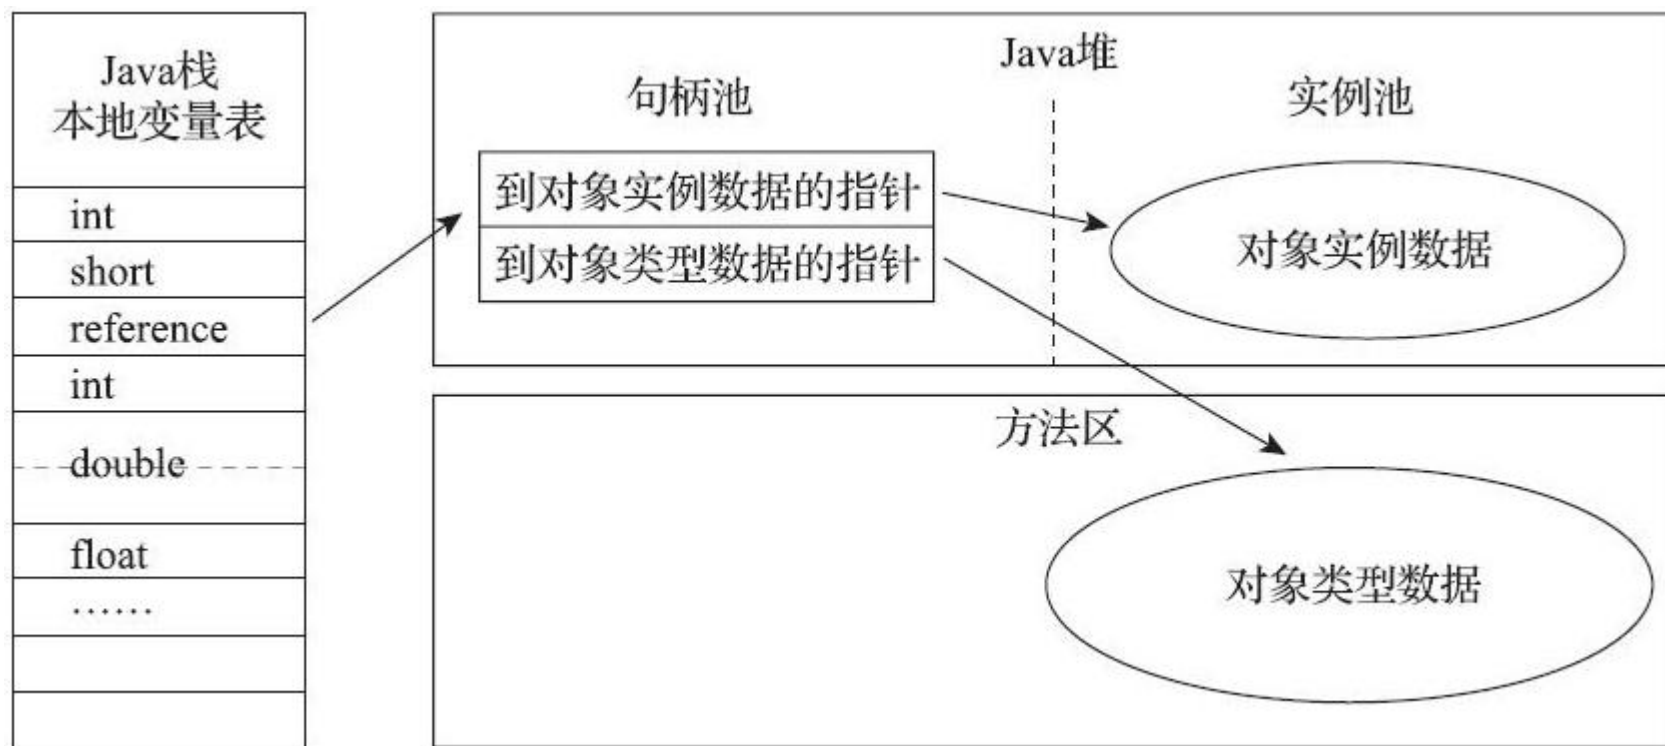 Java栈
本地变量表
int
short
reference
int
double
float
……
Java堆
句柄池
实例池
到对象实例数据的指针
到对象类型数据的指针
对象实例数据
方法区
对象类型数据